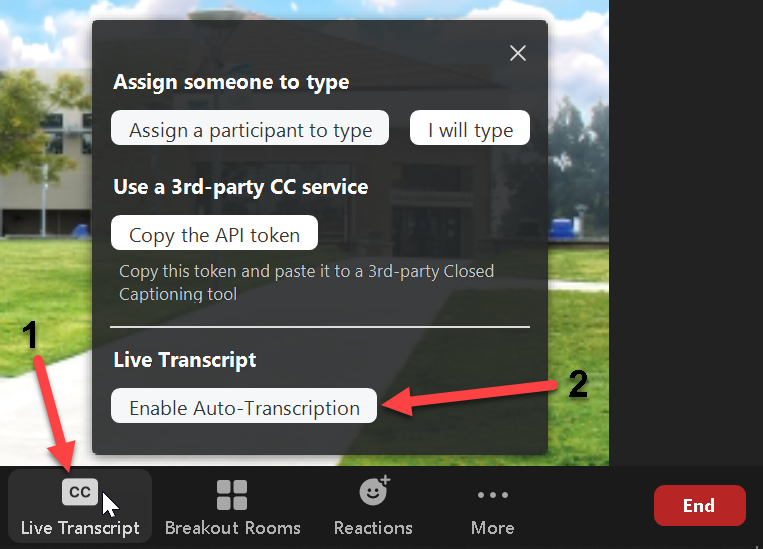 Assign someone to type
Assign a participant to type
I will type
Use a 3rd-party CC service
Copy the API token
Copy this token and paste it to a 3rd-party Closed
Captioning tool
1
Live Transcript
Enable Auto-Transcription
2
CC
Live Transcript
Breakout Rooms
Reactions
More
End